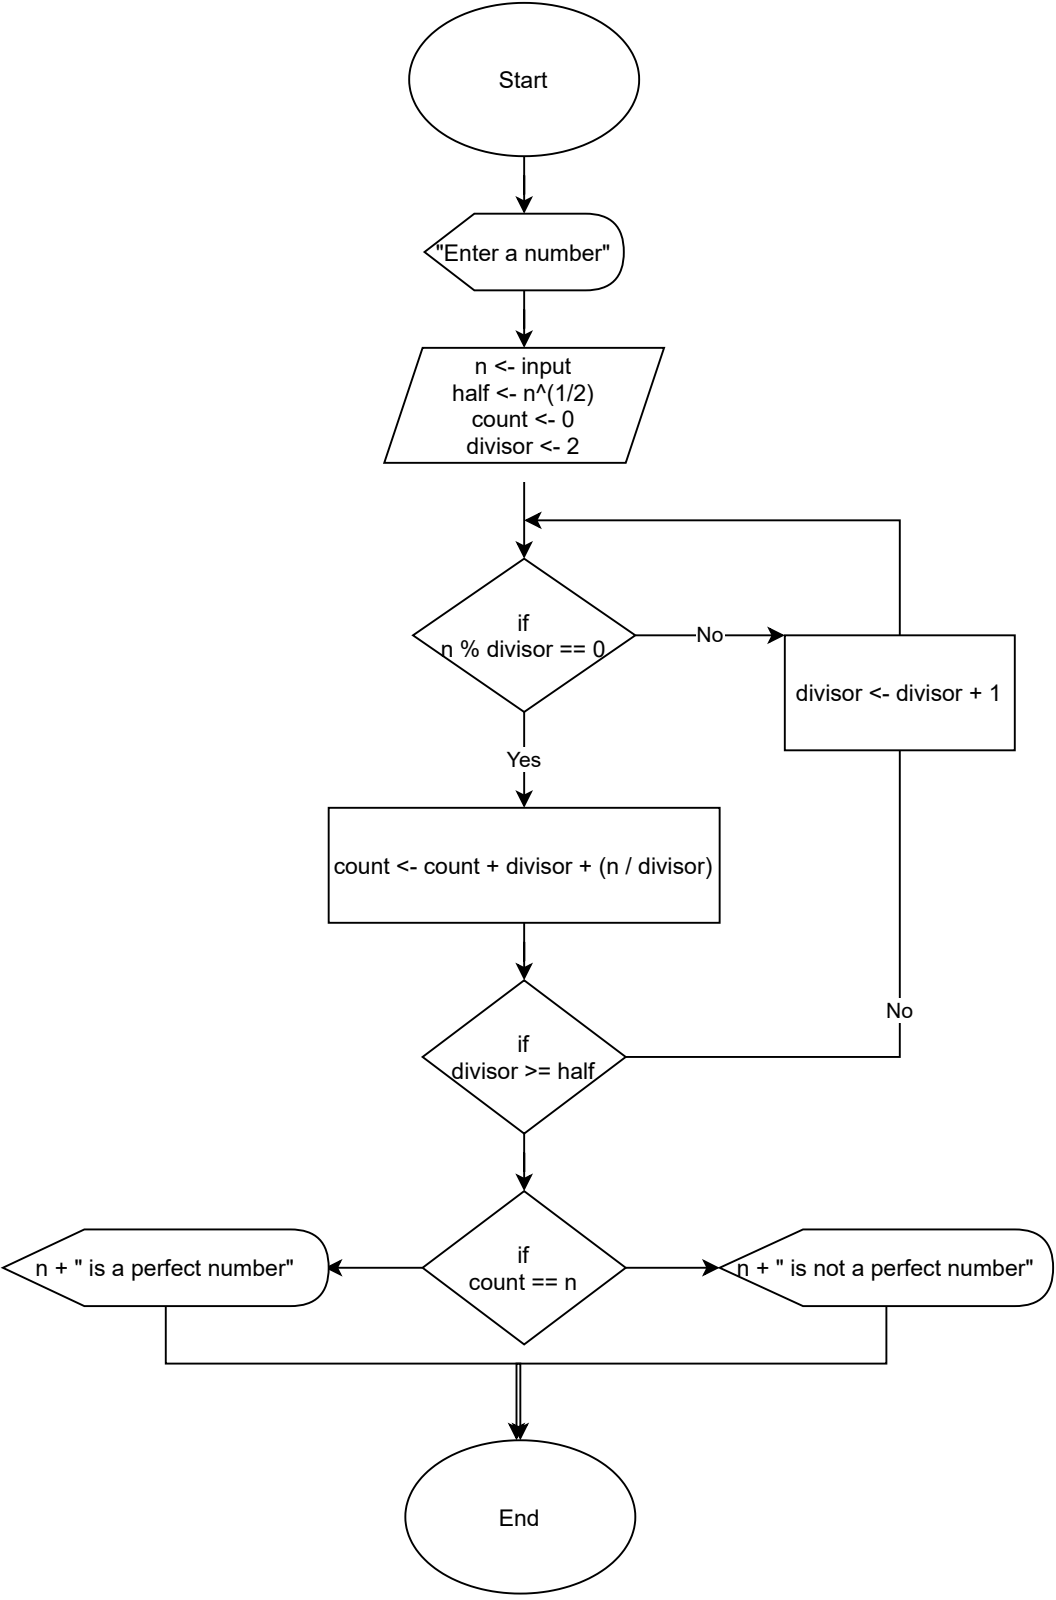 Start
"Enter a number"
n <- input
half <- n^(1/2)
count <- 0
divisor <- 2
if
n % divisor == 0
No
divisor <- divisor + 1
Yes
count <- count + divisor + (n / divisor)
No
if
divisor >= half
if
count == n
n + " is a perfect number"
n + " is not a perfect number"
End